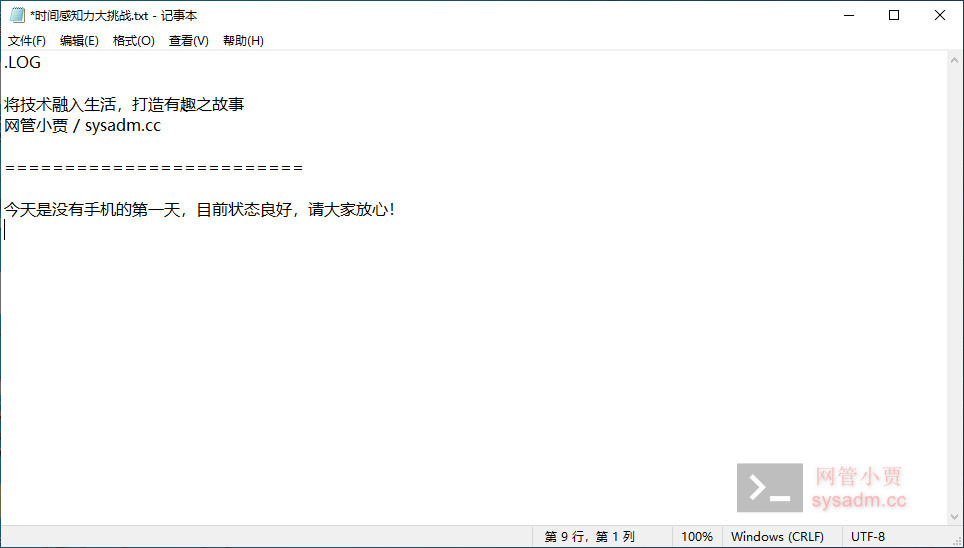 *时间感知力大挑战.txt - 记事本
文件(F) 编辑(E) 格式(O) 查看(V) 帮助(H)
.LOG
将技术融入生活，打造有趣之故事
网管小贾 / sysadm.cc
=========================
今天是没有手机的第一天，目前状态良好，请大家放心！
>_ 网管小贾
sysadm.cc
第 9 行，第 1 列 100% Windows (CRLF) UTF-8